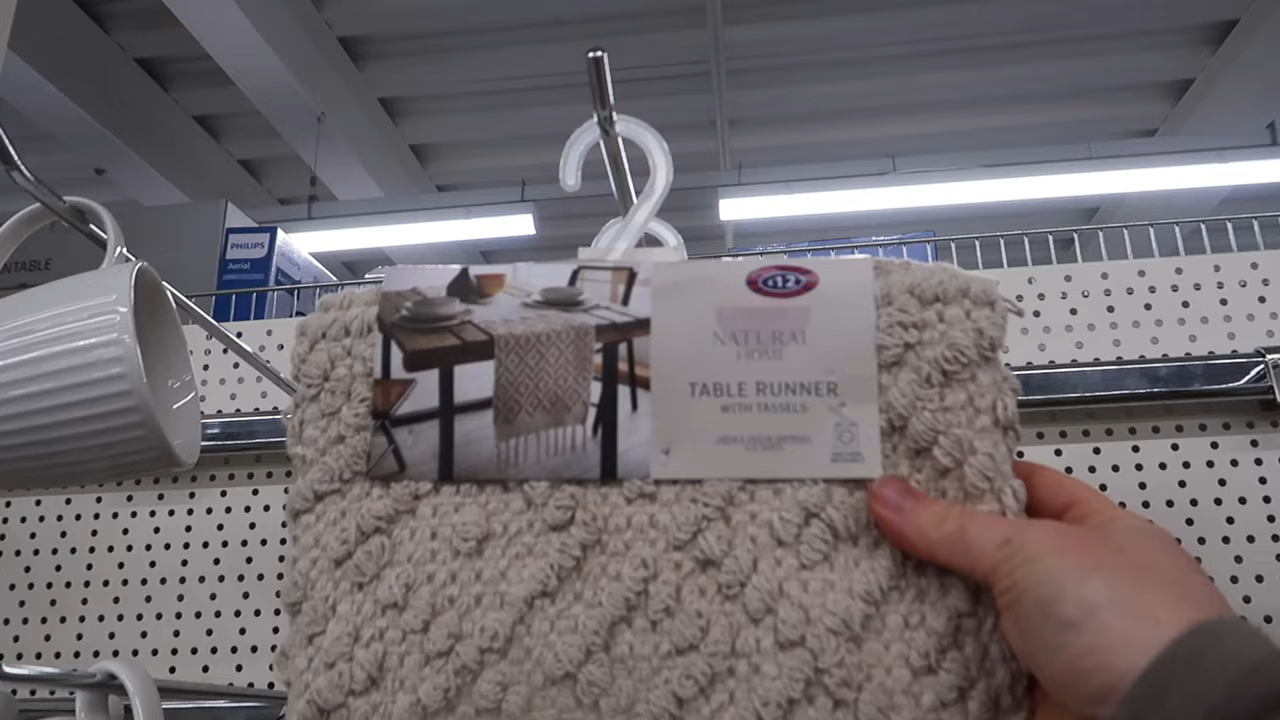 NTABLE
PHILIPS
Aerial
£12
NATURAL
HOME
TABLE RUNNER
WITH TASSELS